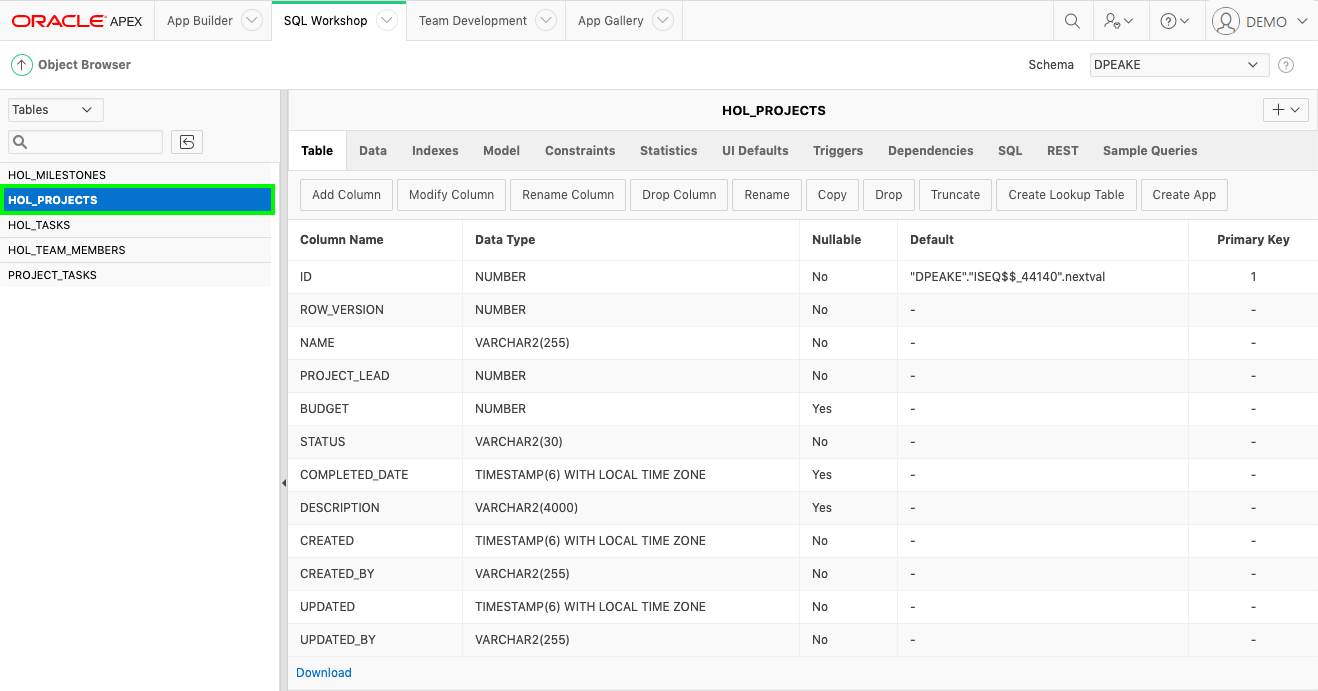 ORACLE APEX App Builder SQL Workshop Team Development App Gallery DEMO
Object Browser Schema DPEAKE
Tables
HOL_MILESTONES
HOL_PROJECTS
HOL_TASKS
HOL_TEAM_MEMBERS
PROJECT_TASKS
HOL_PROJECTS
Table Data Indexes Model Constraints Statistics UI Defaults Triggers Dependencies SQL REST Sample Queries
Add Column Modify Column Rename Column Drop Column Rename Copy Drop Truncate Create Lookup Table Create App
Column Name Data Type Nullable Default Primary Key
ID NUMBER No "DPEAKE"."ISEQ$$_44140".nextval 1
ROW_VERSION NUMBER No - -
NAME VARCHAR2(255) No - -
PROJECT_LEAD NUMBER No - -
BUDGET NUMBER Yes - -
STATUS VARCHAR2(30) No - -
COMPLETED_DATE TIMESTAMP(6) WITH LOCAL TIME ZONE Yes - -
DESCRIPTION VARCHAR2(4000) Yes - -
CREATED TIMESTAMP(6) WITH LOCAL TIME ZONE No - -
CREATED_BY VARCHAR2(255) No - -
UPDATED TIMESTAMP(6) WITH LOCAL TIME ZONE No - -
UPDATED_BY VARCHAR2(255) No - -
Download